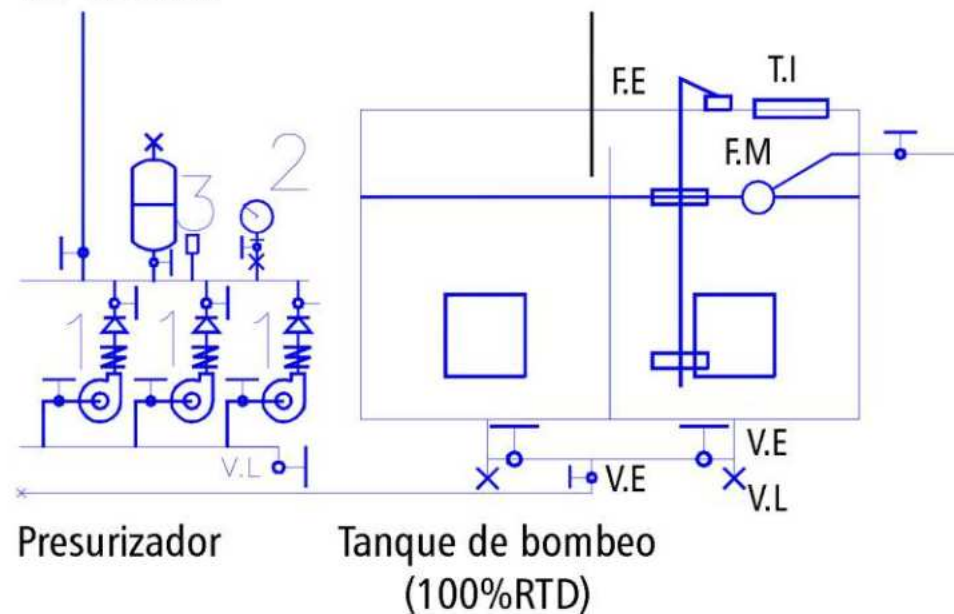 F.E
T.I
F.M
3
2
1
1
1
V.L
V.E
V.E
V.L
Presurizador
Tanque de bombeo
(100%RTD)